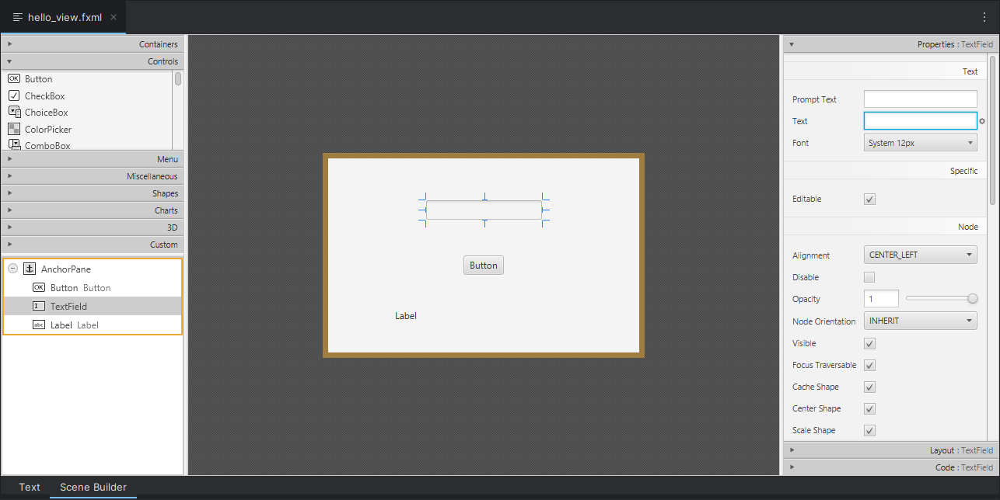 hello_view.fxml
Containers
Controls
OK Button
CheckBox
ChoiceBox
ColorPicker
ComboBox
Menu
Miscellaneous
Shapes
Charts
3D
Custom
AnchorPane
OK Button Button
TextField
abc Label Label
Button
Label
Properties : TextField
Text
Prompt Text
Text
Font System 12px
Specific
Editable
Node
Alignment CENTER_LEFT
Disable
Opacity 1
Node Orientation INHERIT
Visible
Focus Traversable
Cache Shape
Center Shape
Scale Shape
Layout : TextField
Code : TextField
Text Scene Builder